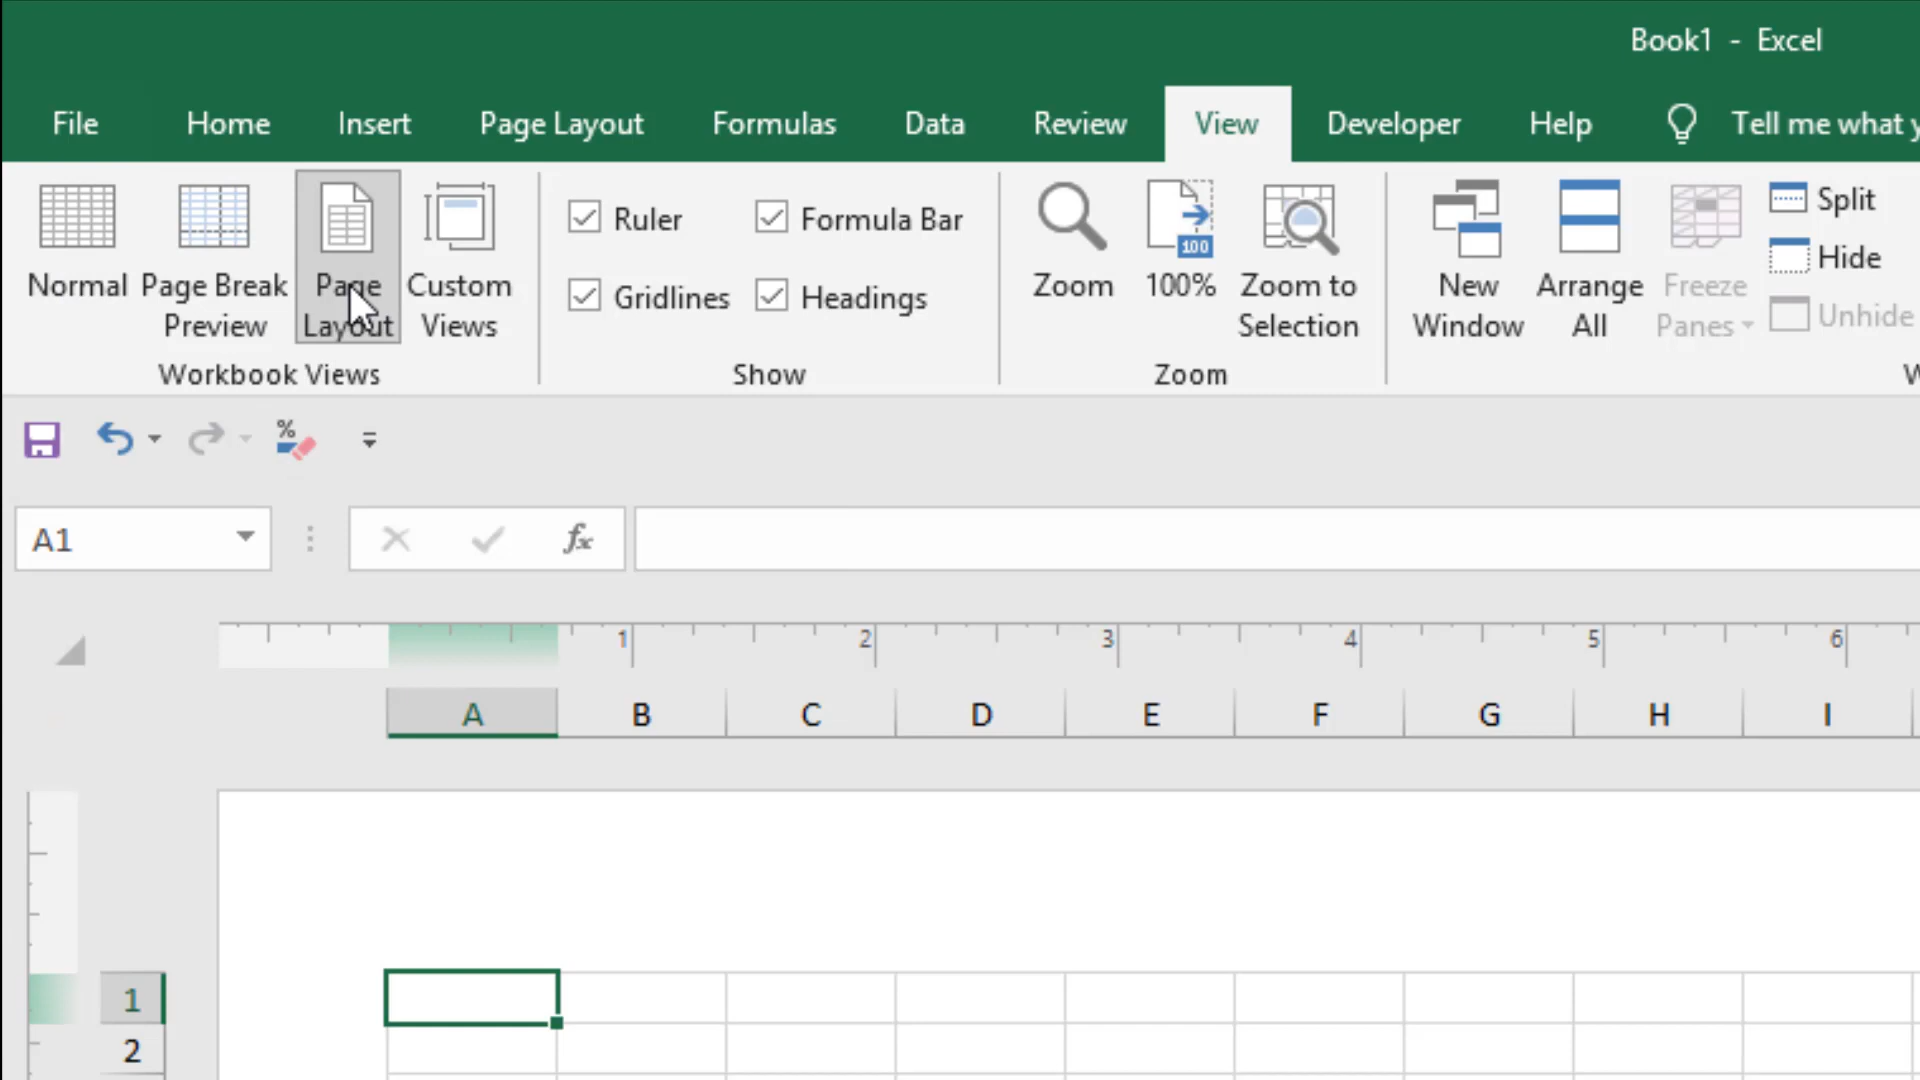 Book1 - Excel
File Home Insert Page Layout Formulas Data Review View Developer Help Tell me what
Normal
Page Break
Preview
Page
Layout
Custom
Views
Workbook Views
Ruler
Formula Bar
Gridlines
Headings
Show
Zoom
100
100%
Zoom to
Selection
Zoom
New
Window
Arrange
All
Freeze
Panes
Split
Hide
Unhide
%
A1
fx
1 2 3 4 5 6
A B C D E F G H I
1
2